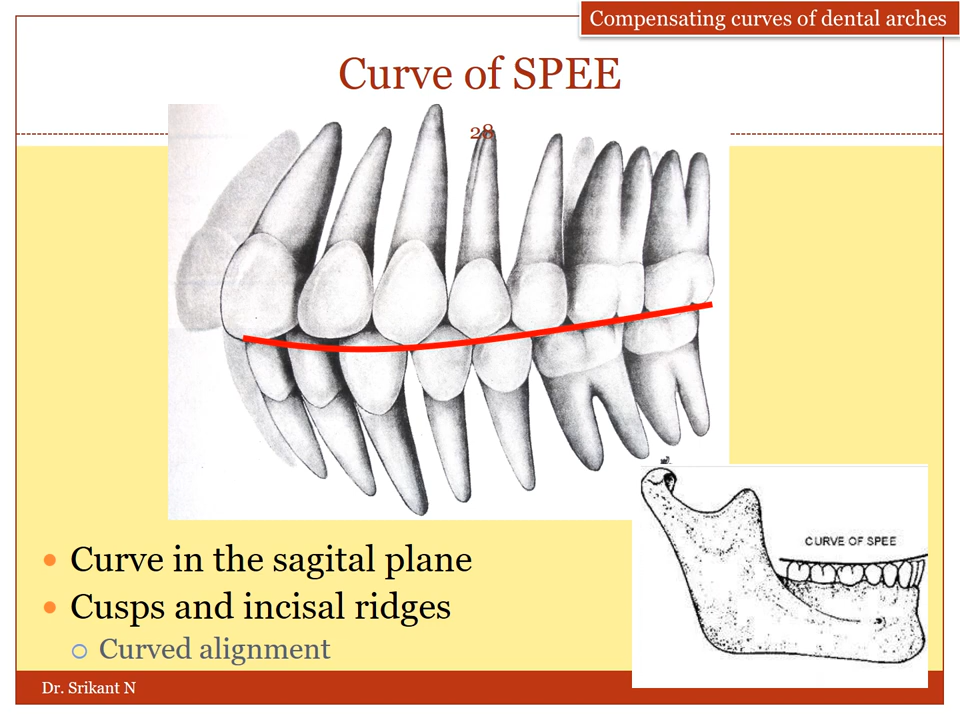 Compensating curves of dental arches
Curve of SPEE
28
CURVE OF SPEE
Curve in the sagital plane
Cusps and incisal ridges
Curved alignment
Dr. Srikant N